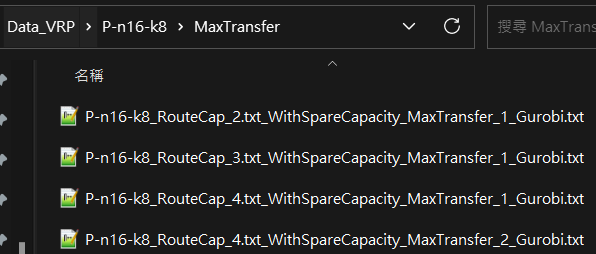 Data_VRP > P-n16-k8 > MaxTransfer
搜尋 MaxTrans
名稱
P-n16-k8_RouteCap_2.txt_WithSpareCapacity_MaxTransfer_1_Gurobi.txt
P-n16-k8_RouteCap_3.txt_WithSpareCapacity_MaxTransfer_1_Gurobi.txt
P-n16-k8_RouteCap_4.txt_WithSpareCapacity_MaxTransfer_1_Gurobi.txt
P-n16-k8_RouteCap_4.txt_WithSpareCapacity_MaxTransfer_2_Gurobi.txt